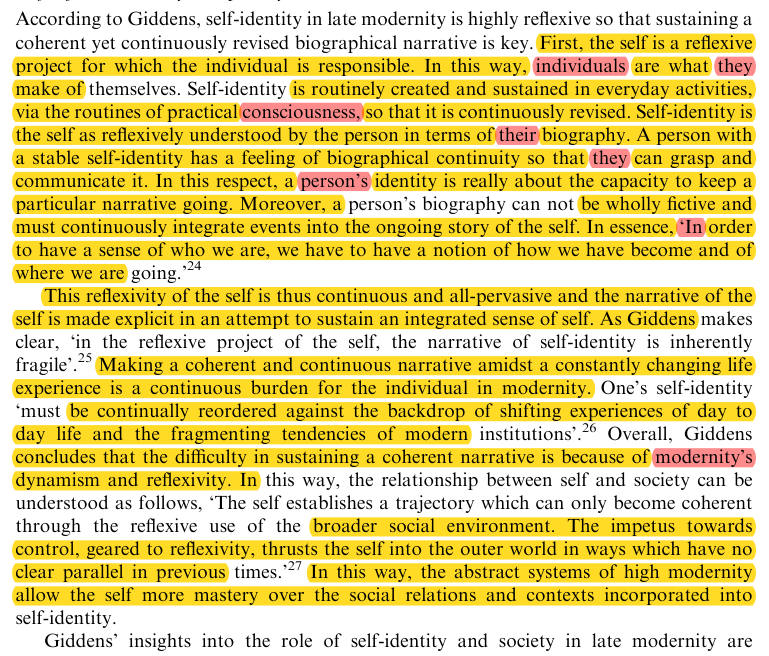 According to Giddens, self-identity in late modernity is highly reflexive so that sustaining a
coherent yet continuously revised biographical narrative is key. First, the self is a reflexive
project for which the individual is responsible. In this way, individuals are what they
make of themselves. Self-identity is routinely created and sustained in everyday activities,
via the routines of practical consciousness, so that it is continuously revised. Self-identity is
the self as reflexively understood by the person in terms of their biography. A person with
a stable self-identity has a feeling of biographical continuity so that they can grasp and
communicate it. In this respect, a person's identity is really about the capacity to keep a
particular narrative going. Moreover, a person's biography can not be wholly fictive and
must continuously integrate events into the ongoing story of the self. In essence, ‘In order
to have a sense of who we are, we have to have a notion of how we have become and of
where we are going.’24
This reflexivity of the self is thus continuous and all-pervasive and the narrative of the
self is made explicit in an attempt to sustain an integrated sense of self. As Giddens makes
clear, ‘in the reflexive project of the self, the narrative of self-identity is inherently
fragile’.25 Making a coherent and continuous narrative amidst a constantly changing life
experience is a continuous burden for the individual in modernity. One's self-identity
‘must be continually reordered against the backdrop of shifting experiences of day to
day life and the fragmenting tendencies of modern institutions’.26 Overall, Giddens
concludes that the difficulty in sustaining a coherent narrative is because of modernity's
dynamism and reflexivity. In this way, the relationship between self and society can be
understood as follows, ‘The self establishes a trajectory which can only become coherent
through the reflexive use of the broader social environment. The impetus towards
control, geared to reflexivity, thrusts the self into the outer world in ways which have no
clear parallel in previous times.’27 In this way, the abstract systems of high modernity
allow the self more mastery over the social relations and contexts incorporated into
self-identity.
Giddens’ insights into the role of self-identity and society in late modernity are